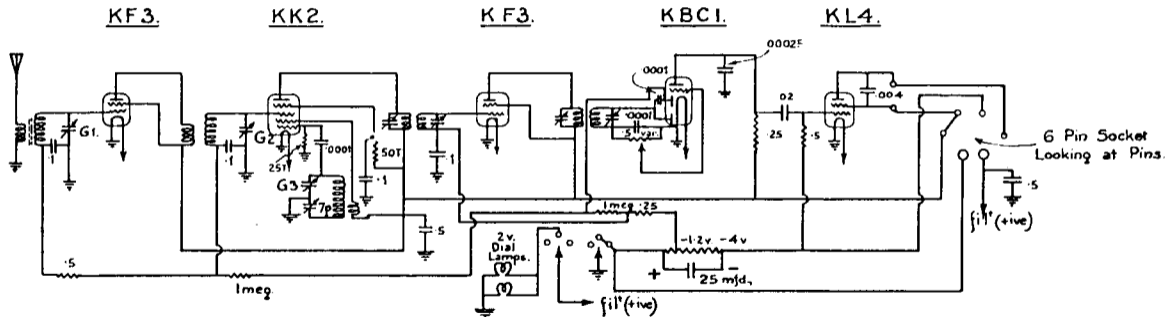 KF3.
KK2.
KF3.
KBC1.
KL4.
.0001
.00025
G1.
.1
.1
G2
25T
.0001
G3
7p
50T
.1
.5
.1
.0001
.5 var.
.25
.02
.5
.004
6 Pin Socket
Looking at Pins.
.5
fil+(+ive)
1meg
.25
.5
1meg.
2v.
Dial
Lamps.
fil+(+ive)
-1.2v
-4v
+
-
25 mfd.